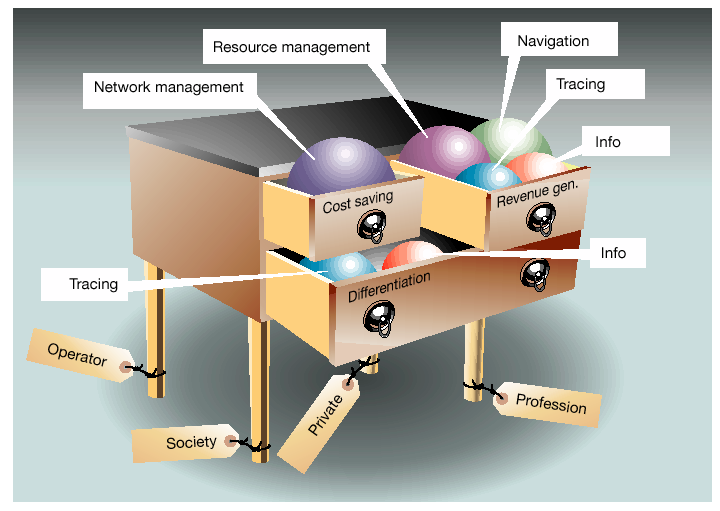 Navigation
Resource management
Tracing
Network management
Info
Cost saving
Revenue gen.
Info
Tracing
Differentiation
Operator
Private
Profession
Society